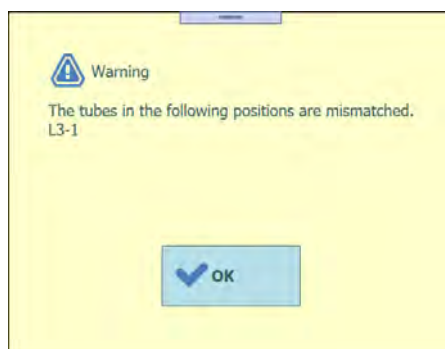 Warning
The tubes in the following positions are mismatched.
L3-1
OK